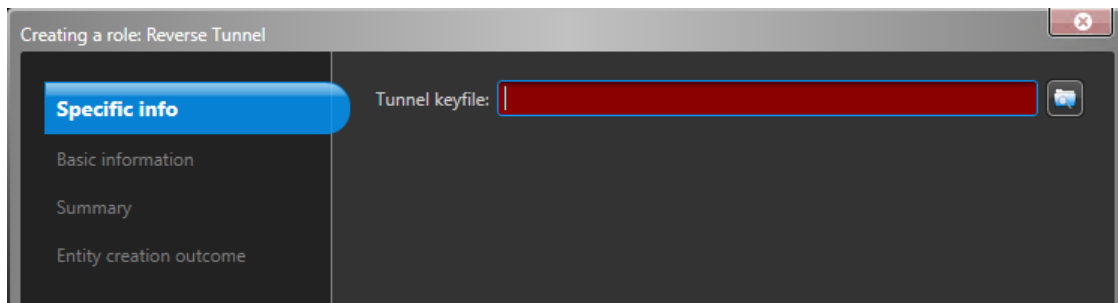 Creating a role: Reverse Tunnel
Specific info
Tunnel keyfile:
Basic information
Summary
Entity creation outcome